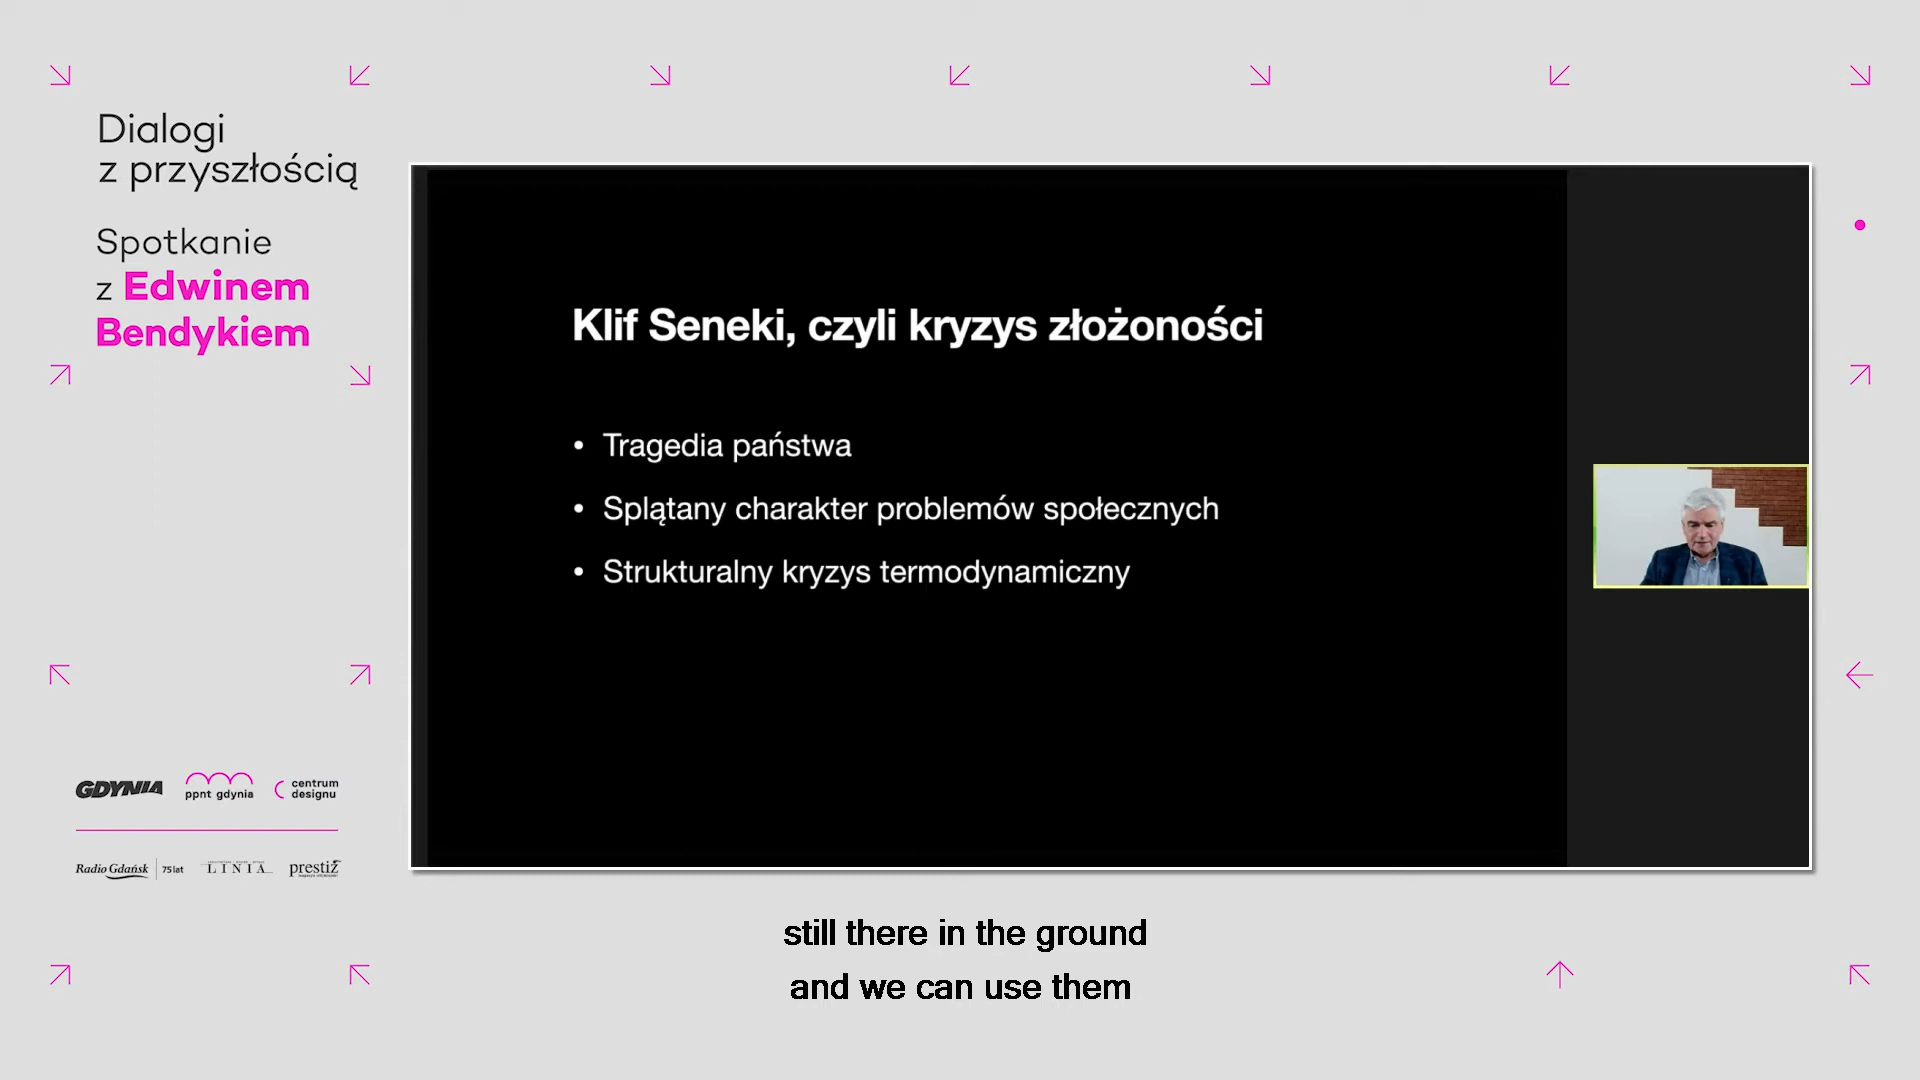 Dialogi
z przyszłością
Spotkanie
z Edwinem
Bendykiem
Klif Seneki, czyli kryzys złożoności
• Tragedia państwa
• Splątany charakter problemów społecznych
• Strukturalny kryzys termodynamiczny
GDYNIA
ppnt gdynia
centrum
designu
Radio Gdańsk
75 lat
LINIA
prestiż
still there in the ground
and we can use them